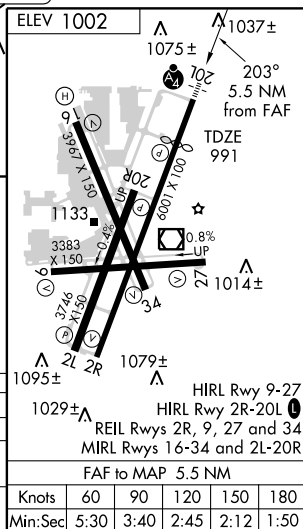 ELEV 1002
1037±
1075±
A4
20L
203°
5.5 NM
from FAF
TDZE
991
H
V
16
3967 X 150
P
6001 X 100
20R
UP
P
1133
0.4%
0.8%
UP
3383
X 150
9
V
27
V
1014±
3746
X150
V
34
P
V
2L 2R
1079±
1095±
1029±
HIRL Rwy 9-27
HIRL Rwy 2R-20L L
REIL Rwys 2R, 9, 27 and 34
MIRL Rwys 16-34 and 2L-20R
FAF to MAP 5.5 NM
Knots 60 90 120 150 180
Min:Sec 5:30 3:40 2:45 2:12 1:50